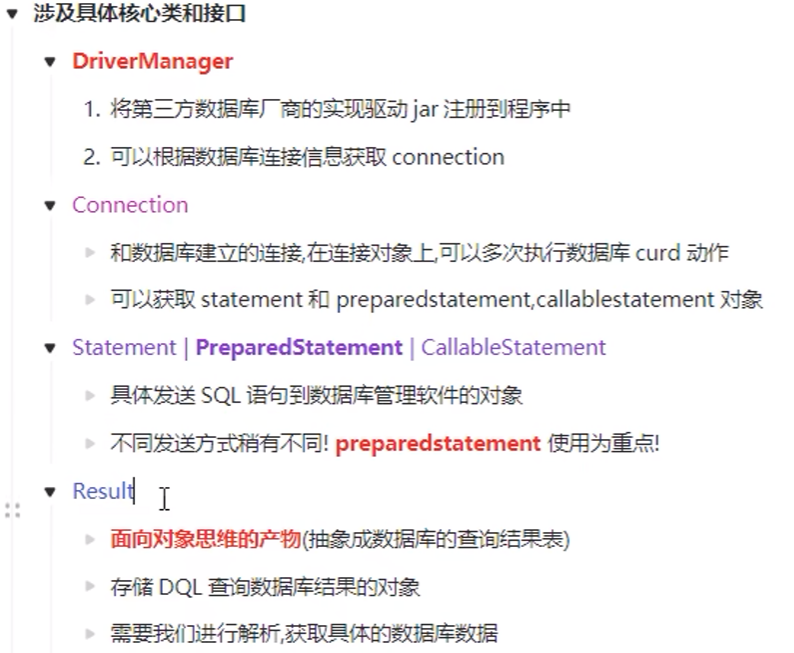 涉及具体核心类和接口
DriverManager
1. 将第三方数据库厂商的实现驱动 jar 注册到程序中
2. 可以根据数据库连接信息获取 connection
Connection
和数据库建立的连接,在连接对象上,可以多次执行数据库 curd 动作
可以获取 statement 和 preparedstatement,callablestatement 对象
Statement | PreparedStatement | CallableStatement
具体发送 SQL 语句到数据库管理软件的对象
不同发送方式稍有不同! preparedstatement 使用为重点!
Result
面向对象思维的产物(抽象成数据库的查询结果表)
存储 DQL 查询数据库结果的对象
需要我们进行解析,获取具体的数据库数据